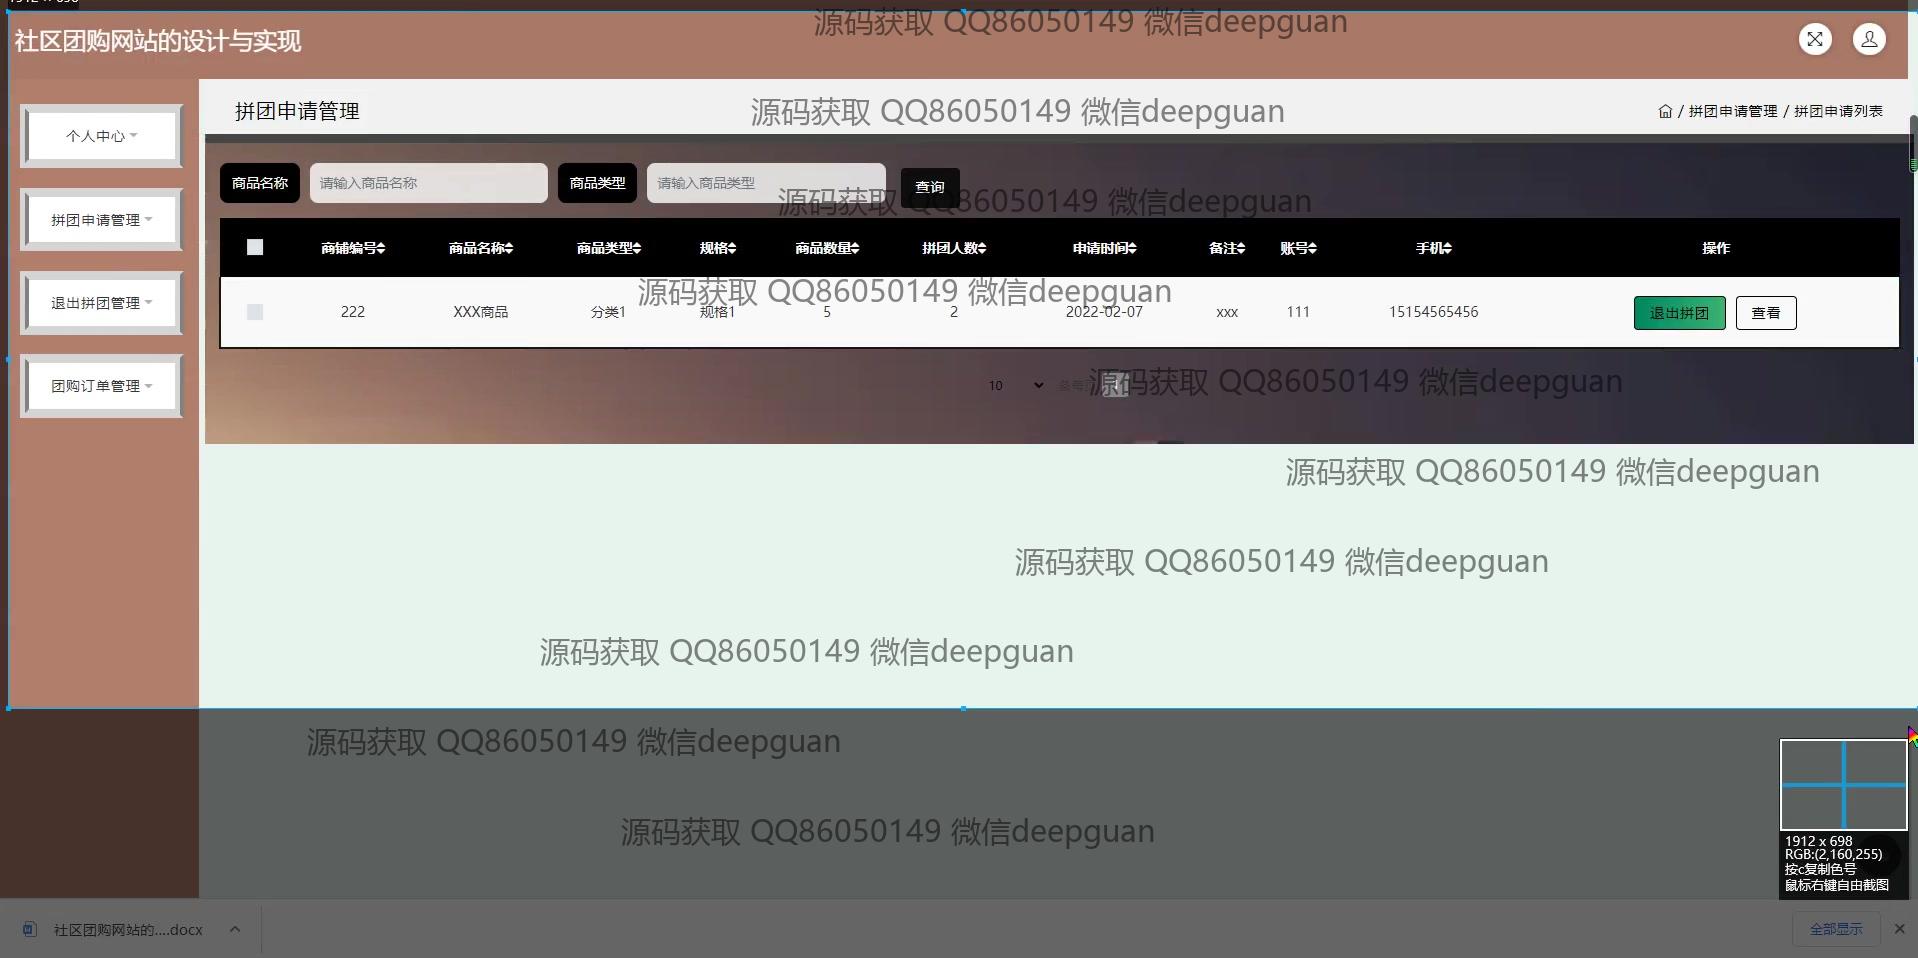 社区团购网站的设计与实现
源码获取 QQ86050149 微信deepguan
个人中心
拼团申请管理
退出拼团管理
团购订单管理
拼团申请管理
源码获取 QQ86050149 微信deepguan
/ 拼团申请管理 / 拼团申请列表
商品名称 请输入商品名称 商品类型 请输入商品类型 查询
源码获取 QQ86050149 微信deepguan
商铺编号 商品名称 商品类型 规格 商品数量 拼团人数 申请时间 备注 账号 手机 操作
源码获取 QQ86050149 微信deepguan
222 XXX商品 分类1 规格1 5 2 2022-02-07 xxx 111 15154565456 退出拼团 查看
10
源码获取 QQ86050149 微信deepguan
源码获取 QQ86050149 微信deepguan
源码获取 QQ86050149 微信deepguan
源码获取 QQ86050149 微信deepguan
源码获取 QQ86050149 微信deepguan
源码获取 QQ86050149 微信deepguan
1912 x 698
RGB:(2,160,255)
按c复制色号
鼠标右键自由截图
社区团购网站的....docx
全部显示